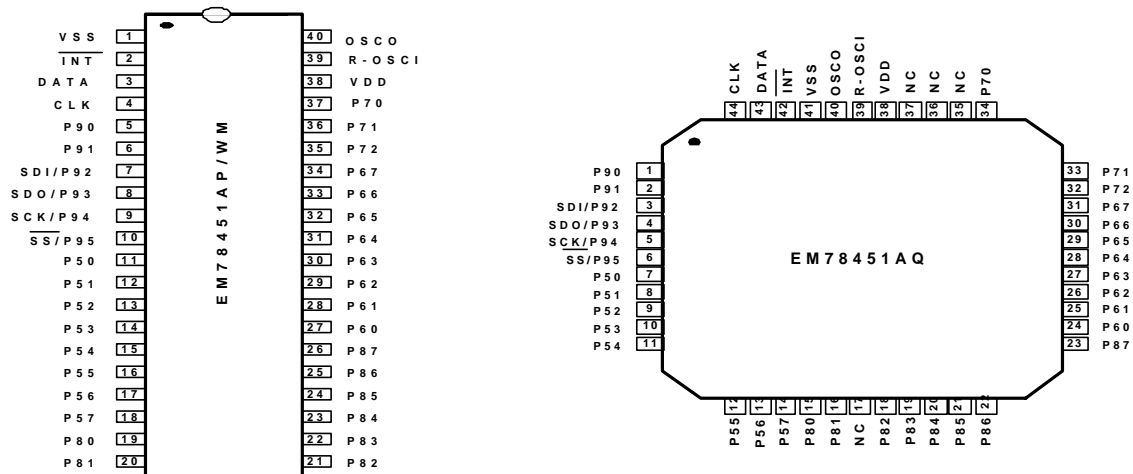 VSS 1 40 OSCO
INT 2 39 R-OSCI
DATA 3 38 VDD
CLK 4 37 P70
P90 5 36 P71
P91 6 35 P72
SDI/P92 7 34 P67
SDO/P93 8 33 P66
SCK/P94 9 32 P65
SS/P95 10 31 P64
P50 11 30 P63
P51 12 29 P62
P52 13 28 P61
P53 14 27 P60
P54 15 26 P87
P55 16 25 P86
P56 17 24 P85
P57 18 23 P84
P80 19 22 P83
P81 20 21 P82
EM78451AP/WM
CLK DATA INT VSS OSCO R-OSCI VDD NC NC NC P70
44 43 42 41 40 39 38 37 36 35 34
P90 1 33 P71
P91 2 32 P72
SDI/P92 3 31 P67
SDO/P93 4 30 P66
SCK/P94 5 29 P65
SS/P95 6 28 P64
P50 7 27 P63
P51 8 26 P62
P52 9 25 P61
P53 10 24 P60
P54 11 23 P87
EM78451AQ
12 13 14 15 16 17 18 19 20 21 22
P55 P56 P57 P80 P81 NC P82 P83 P84 P85 P86